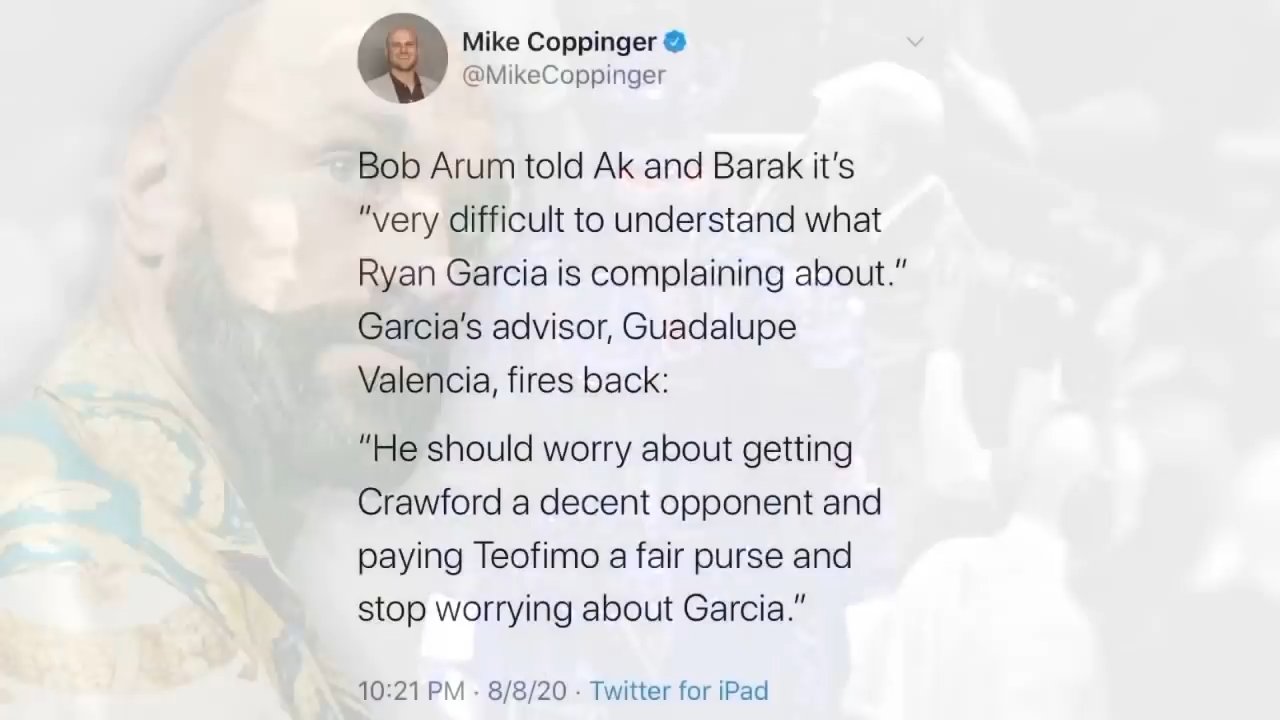 Mike Coppinger
@MikeCoppinger
Bob Arum told Ak and Barak it’s
“very difficult to understand what
Ryan Garcia is complaining about.”
Garcia’s advisor, Guadalupe
Valencia, fires back:
“He should worry about getting
Crawford a decent opponent and
paying Teofimo a fair purse and
stop worrying about Garcia.”
10:21 PM · 8/8/20 · Twitter for iPad